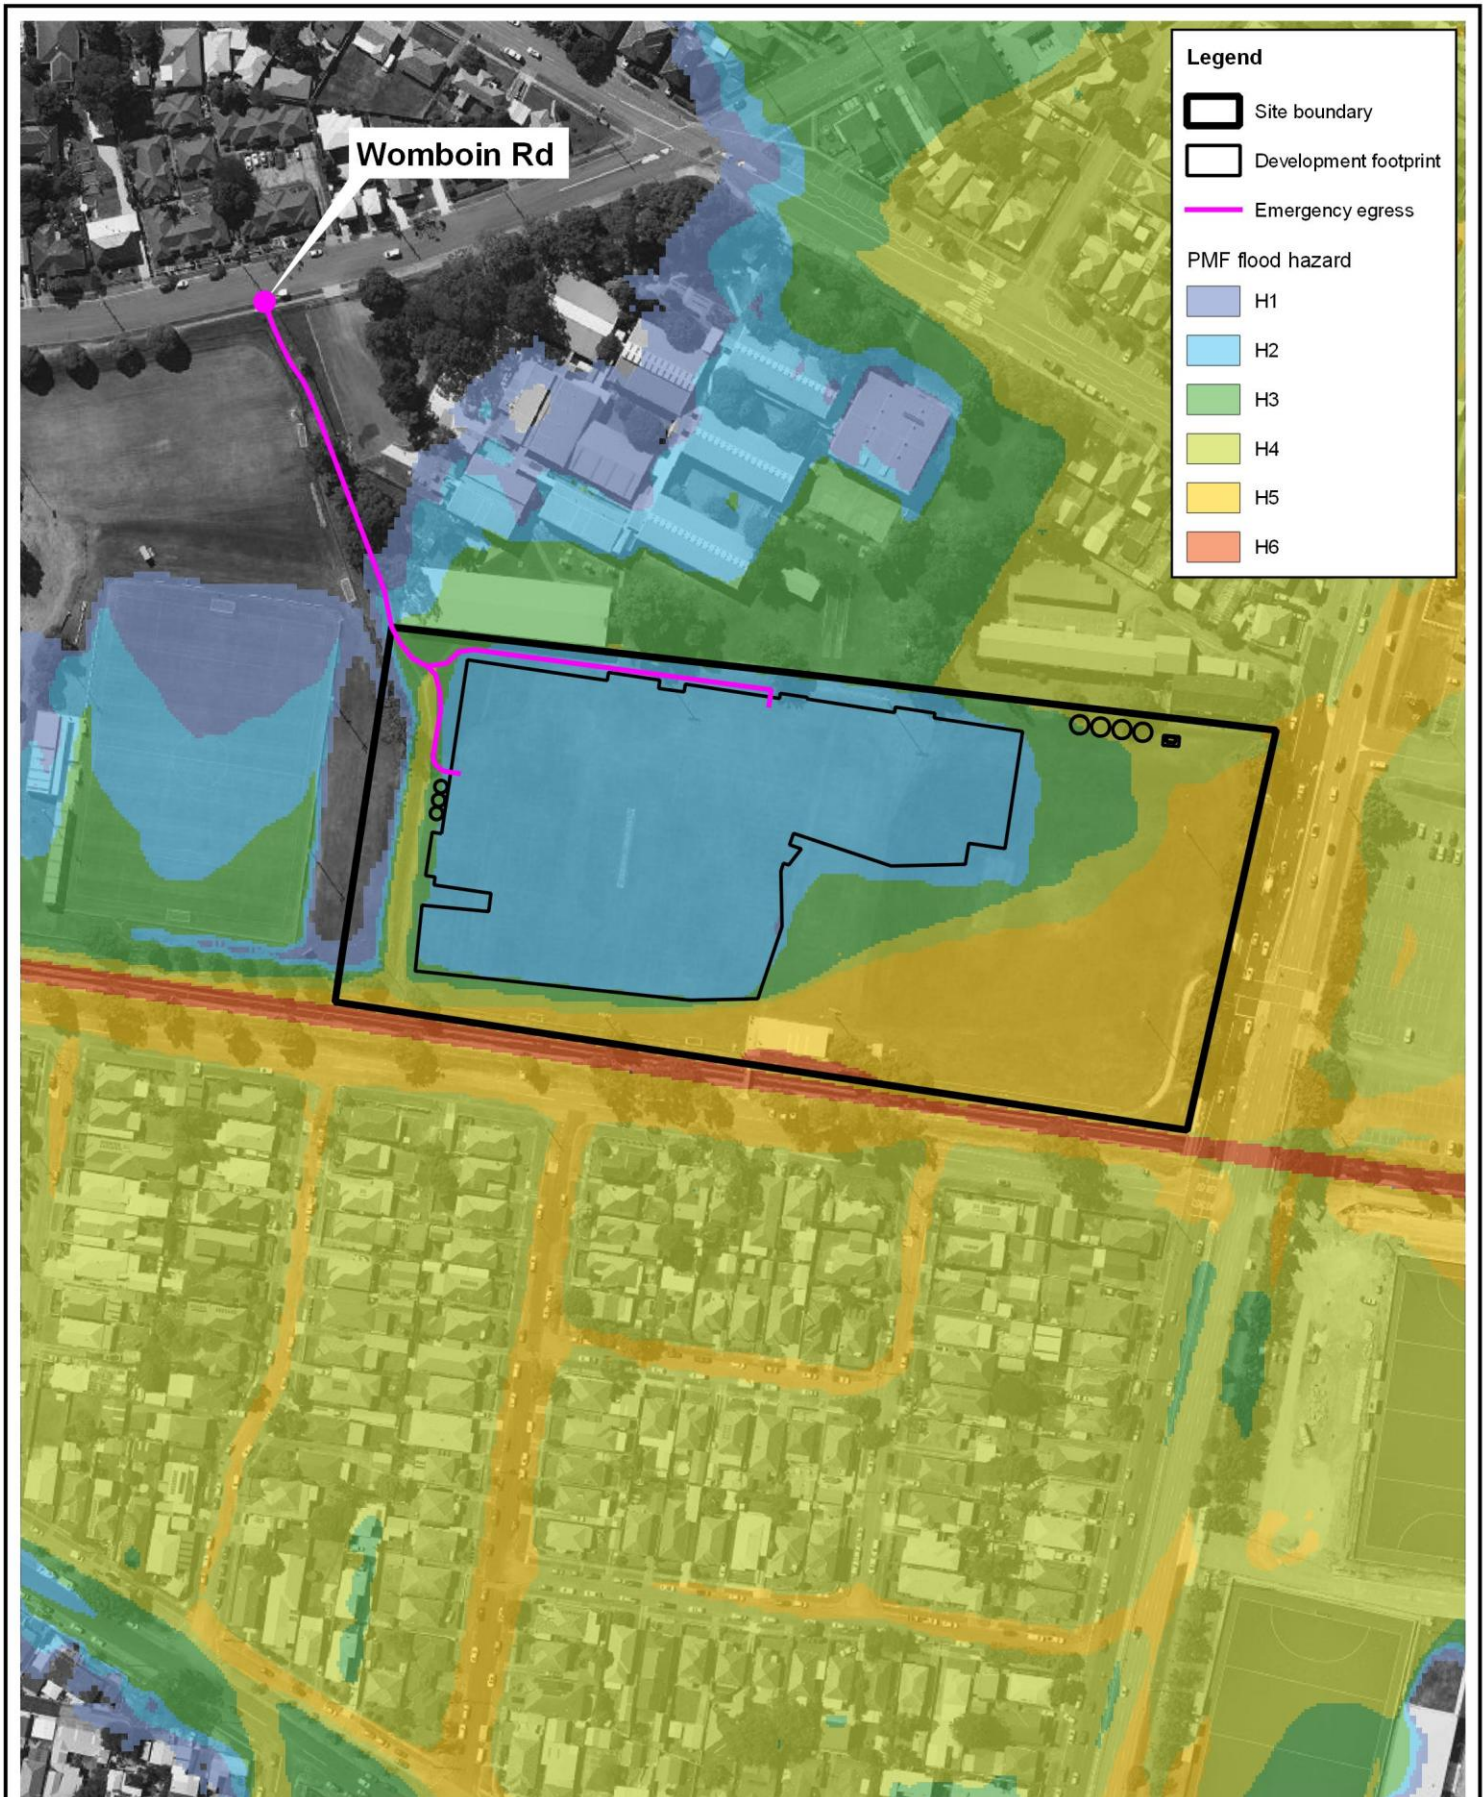 Womboin Rd
Legend
Site boundary
Development footprint
Emergency egress
PMF flood hazard
H1
H2
H3
H4
H5
H6